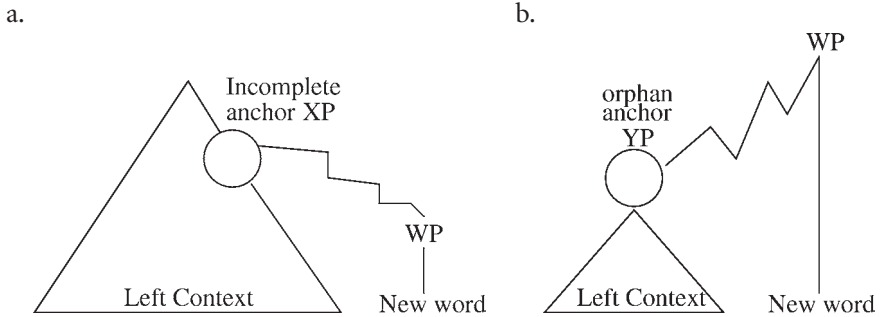 a.
Incomplete
anchor XP
WP
Left Context
New word
b.
WP
orphan
anchor
YP
Left Context
New word